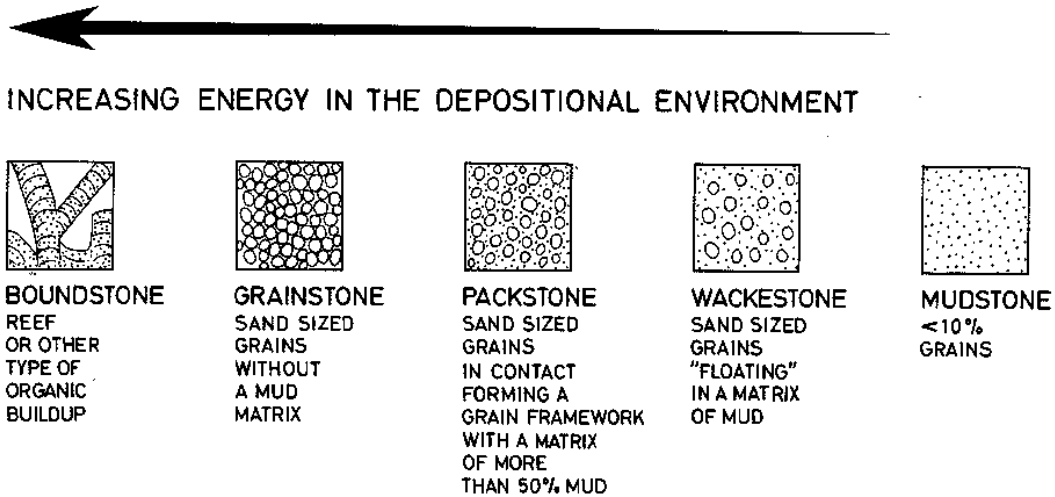 INCREASING ENERGY IN THE DEPOSITIONAL ENVIRONMENT
BOUNDSTONE
REEF
OR OTHER
TYPE OF
ORGANIC
BUILDUP
GRAINSTONE
SAND SIZED
GRAINS
WITHOUT
A MUD
MATRIX
PACKSTONE
SAND SIZED
GRAINS
IN CONTACT
FORMING A
GRAIN FRAMEWORK
WITH A MATRIX
OF MORE
THAN 50% MUD
WACKESTONE
SAND SIZED
GRAINS
"FLOATING"
IN A MATRIX
OF MUD
MUDSTONE
<10%
GRAINS